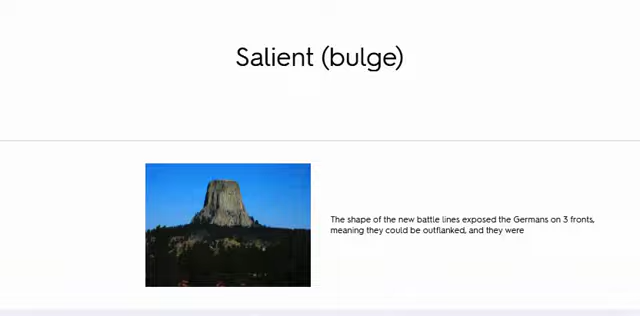 Salient (bulge)
The shape of the new battle lines exposed the Germans on 3 fronts,
meaning they could be outflanked, and they were